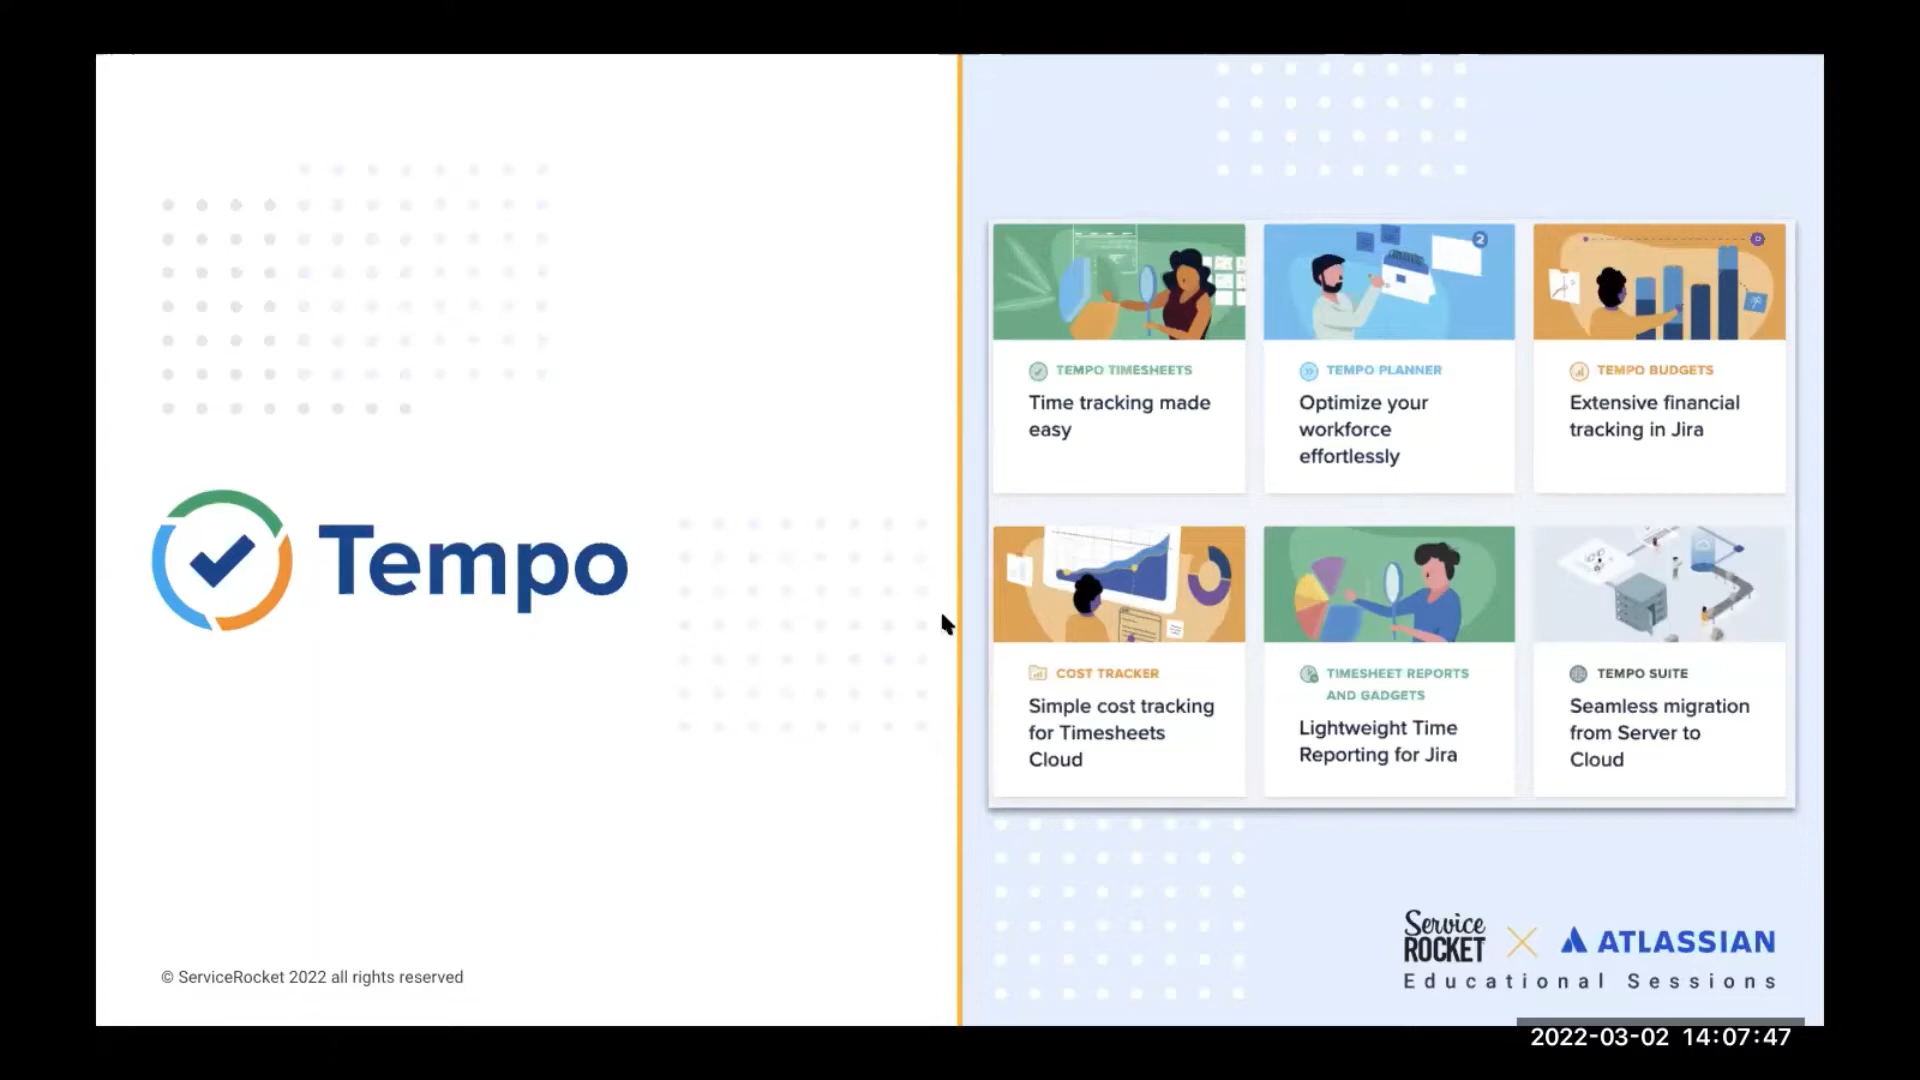 Tempo
© ServiceRocket 2022 all rights reserved
2
TEMPO TIMESHEETS
Time tracking made
easy
TEMPO PLANNER
Optimize your
workforce
effortlessly
TEMPO BUDGETS
Extensive financial
tracking in Jira
COST TRACKER
Simple cost tracking
for Timesheets
Cloud
TIMESHEET REPORTS
AND GADGETS
Lightweight Time
Reporting for Jira
TEMPO SUITE
Seamless migration
from Server to
Cloud
Service
ROCKET
ATLASSIAN
Educational Sessions
2022-03-02 14:07:47